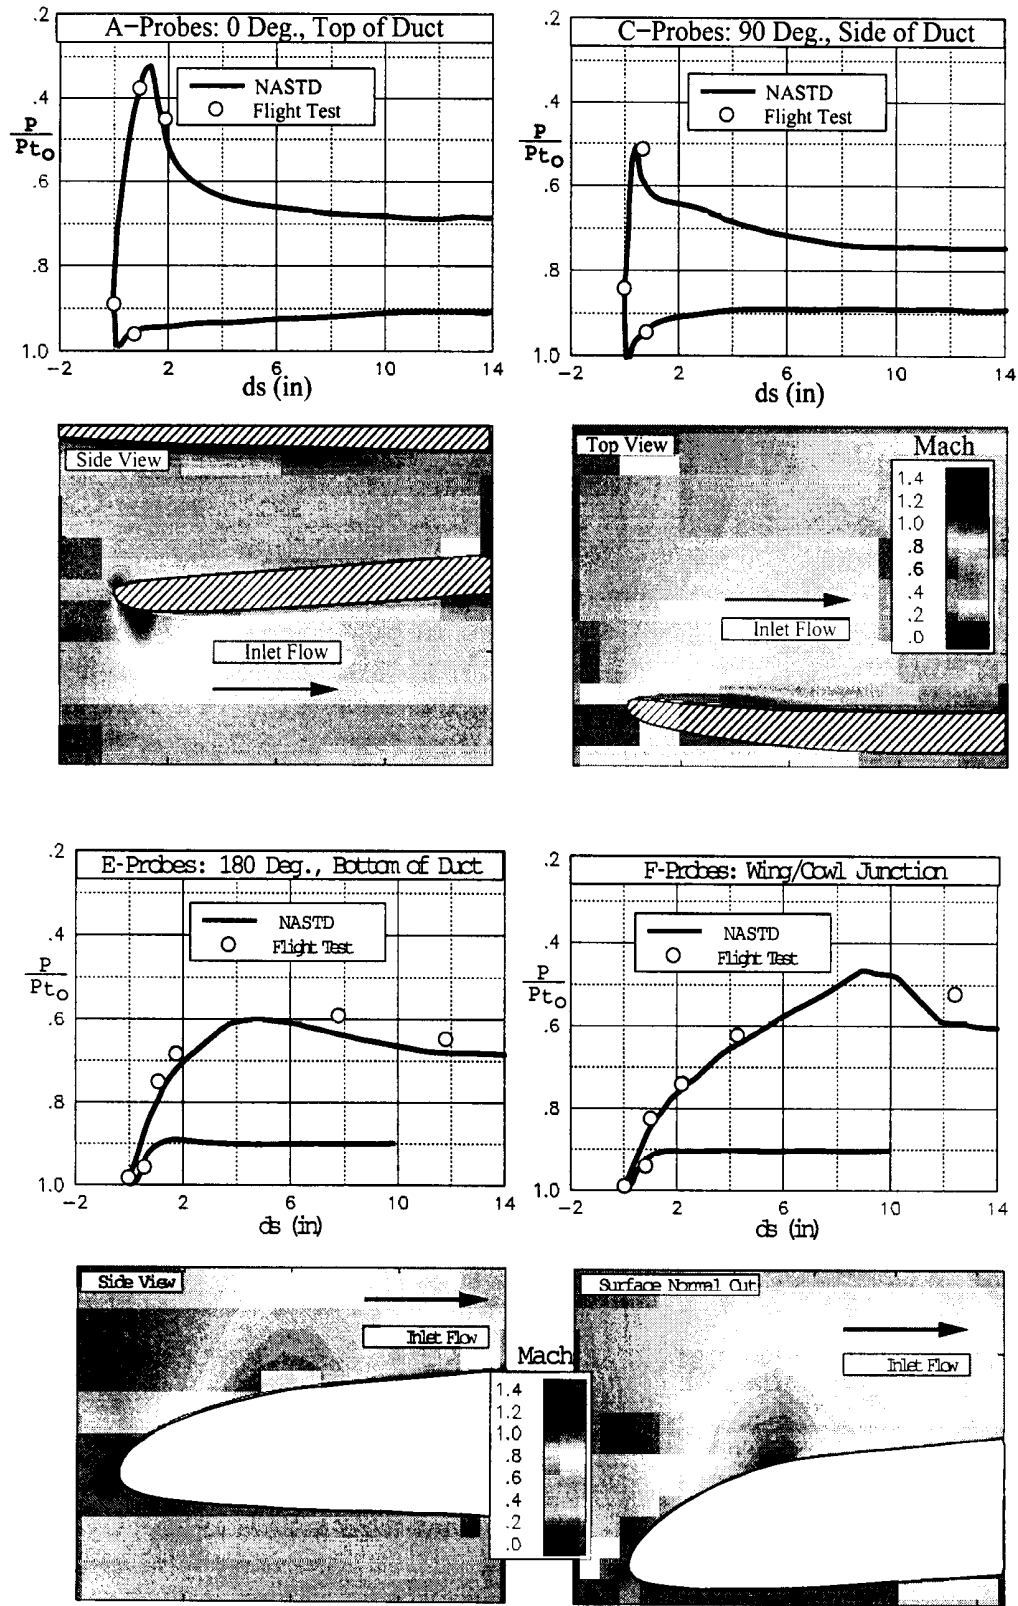 A-Probes: 0 Deg., Top of Duct
.2
.4
.6
.8
1.0
P
Pto
NASTD
Flight Test
-2
2
6
10
14
ds (in)
C-Probes: 90 Deg., Side of Duct
.2
.4
.6
.8
1.0
P
Pto
NASTD
Flight Test
-2
2
6
10
14
ds (in)
Side View
Inlet Flow
Top View
Mach
1.4
1.2
1.0
.8
.6
.4
.2
.0
Inlet Flow
E-Probes: 180 Deg., Bottom of Duct
.2
.4
.6
.8
1.0
P
Pto
NASTD
Flight Test
-2
2
6
10
14
ds (in)
F-Probes: Wing/Cowl Junction
.2
.4
.6
.8
1.0
P
Pto
NASTD
Flight Test
-2
2
6
10
14
ds (in)
Side View
Inlet Flow
Mach
1.4
1.2
1.0
.8
.6
.4
.2
.0
Surface Normal Cut
Inlet Flow